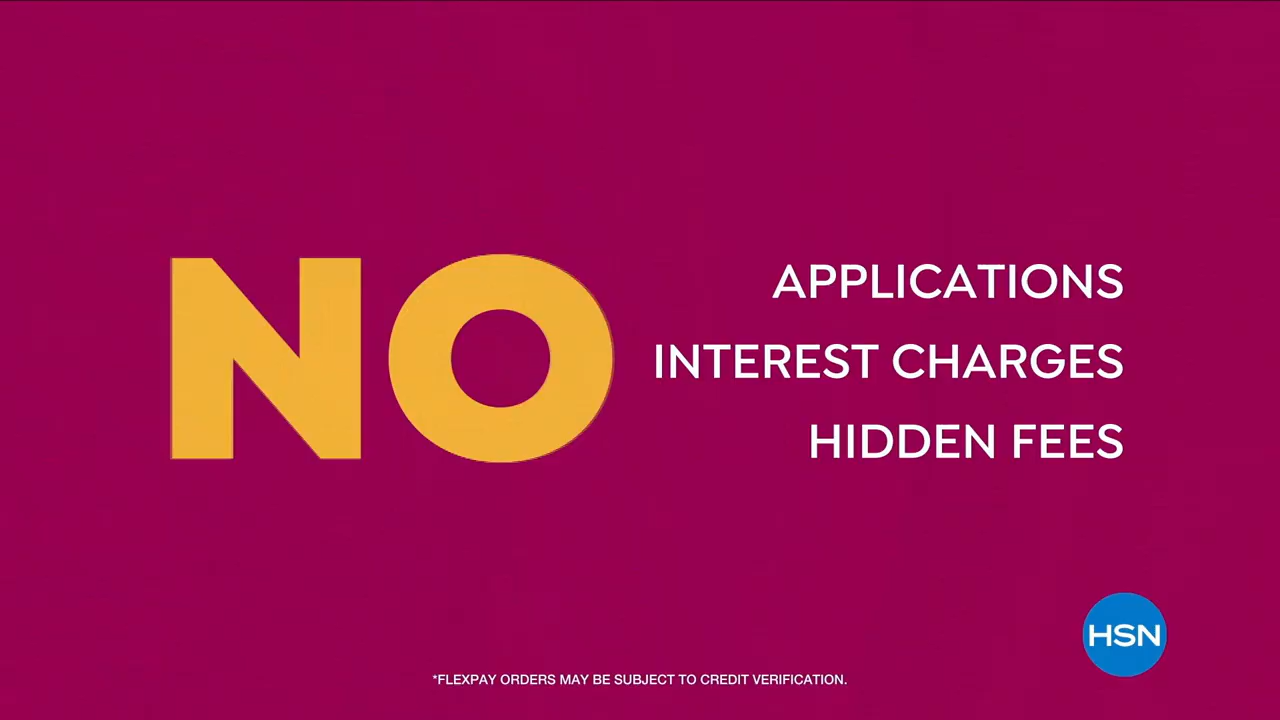 NO
APPLICATIONS
INTEREST CHARGES
HIDDEN FEES
HSN
*FLEXPAY ORDERS MAY BE SUBJECT TO CREDIT VERIFICATION.